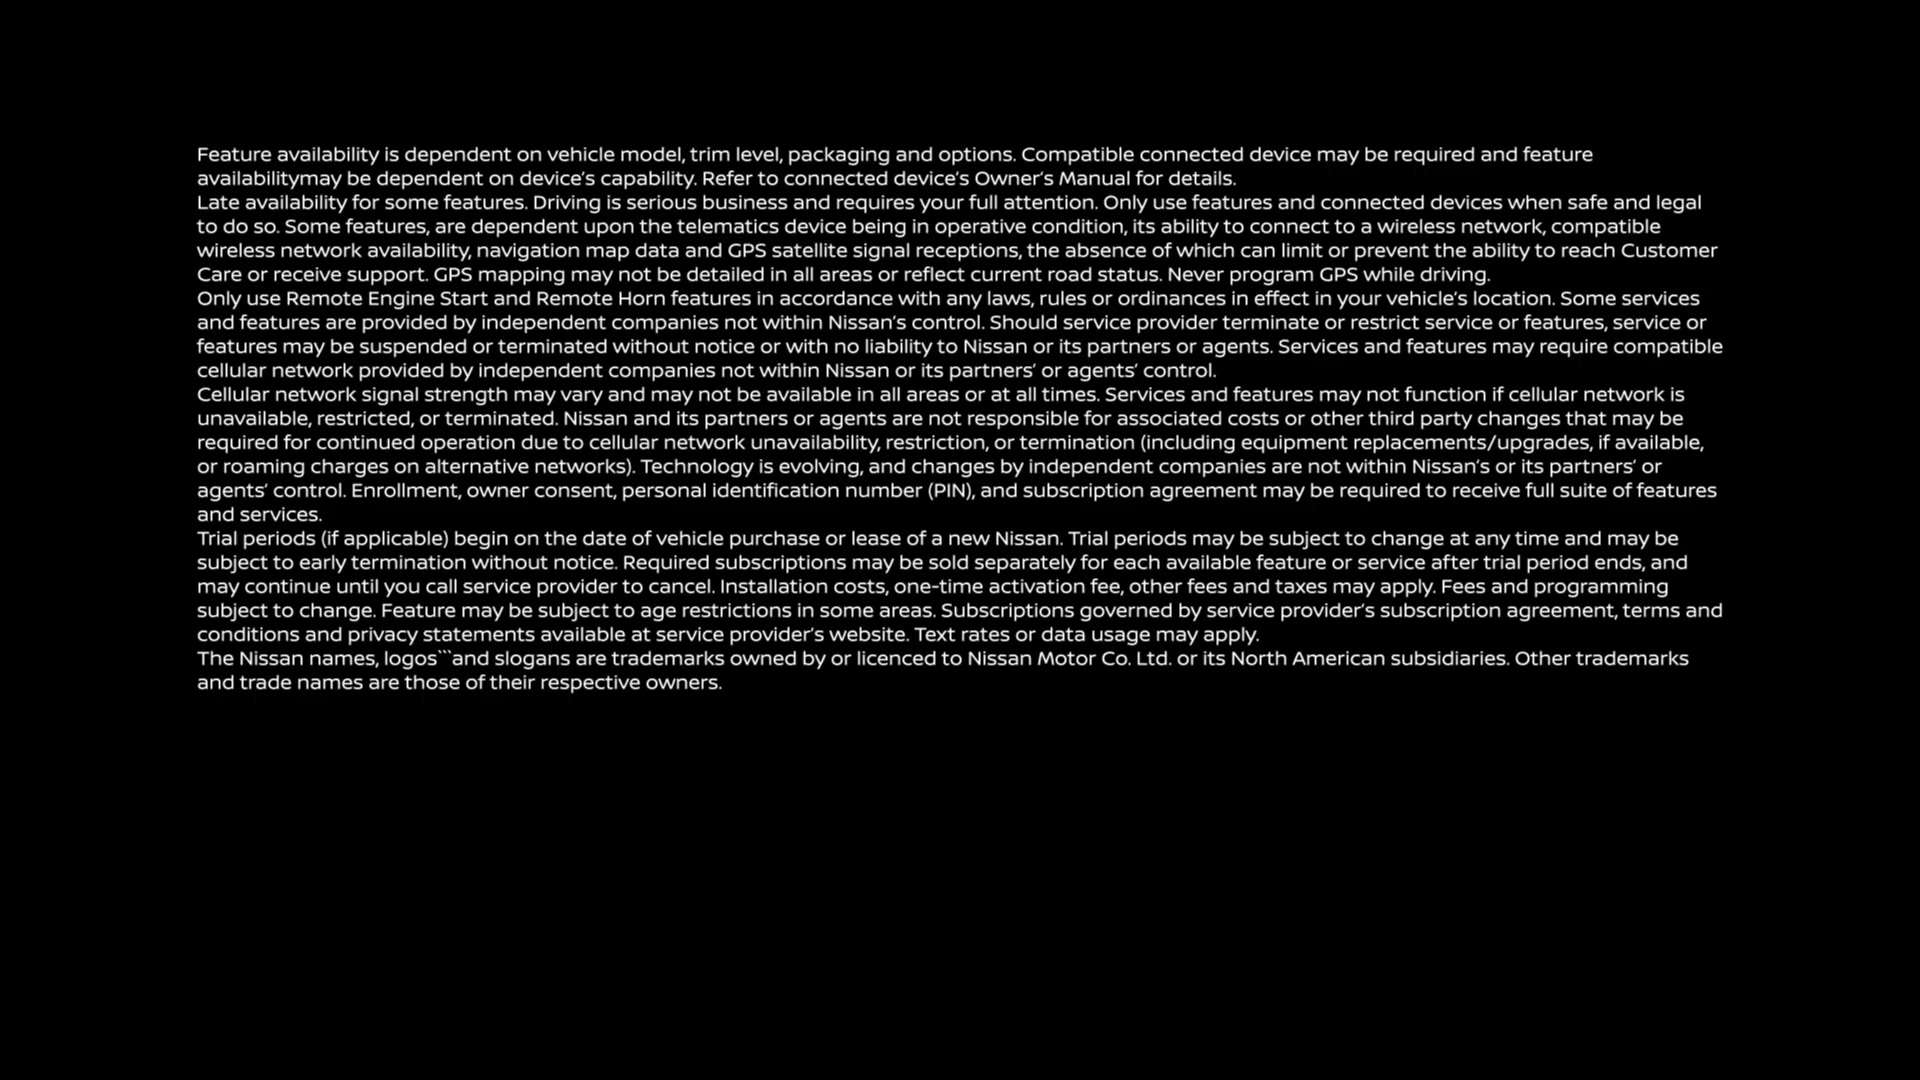 Feature availability is dependent on vehicle model, trim level, packaging and options. Compatible connected device may be required and feature
availabilitymay be dependent on device’s capability. Refer to connected device’s Owner’s Manual for details.
Late availability for some features. Driving is serious business and requires your full attention. Only use features and connected devices when safe and legal
to do so. Some features, are dependent upon the telematics device being in operative condition, its ability to connect to a wireless network, compatible
wireless network availability, navigation map data and GPS satellite signal receptions, the absence of which can limit or prevent the ability to reach Customer
Care or receive support. GPS mapping may not be detailed in all areas or reflect current road status. Never program GPS while driving.
Only use Remote Engine Start and Remote Horn features in accordance with any laws, rules or ordinances in effect in your vehicle’s location. Some services
and features are provided by independent companies not within Nissan’s control. Should service provider terminate or restrict service or features, service or
features may be suspended or terminated without notice or with no liability to Nissan or its partners or agents. Services and features may require compatible
cellular network provided by independent companies not within Nissan or its partners’ or agents’ control.
Cellular network signal strength may vary and may not be available in all areas or at all times. Services and features may not function if cellular network is
unavailable, restricted, or terminated. Nissan and its partners or agents are not responsible for associated costs or other third party changes that may be
required for continued operation due to cellular network unavailability, restriction, or termination (including equipment replacements/upgrades, if available,
or roaming charges on alternative networks). Technology is evolving, and changes by independent companies are not within Nissan’s or its partners’ or
agents’ control. Enrollment, owner consent, personal identification number (PIN), and subscription agreement may be required to receive full suite of features
and services.
Trial periods (if applicable) begin on the date of vehicle purchase or lease of a new Nissan. Trial periods may be subject to change at any time and may be
subject to early termination without notice. Required subscriptions may be sold separately for each available feature or service after trial period ends, and
may continue until you call service provider to cancel. Installation costs, one-time activation fee, other fees and taxes may apply. Fees and programming
subject to change. Feature may be subject to age restrictions in some areas. Subscriptions governed by service provider’s subscription agreement, terms and
conditions and privacy statements available at service provider’s website. Text rates or data usage may apply.
The Nissan names, logos```and slogans are trademarks owned by or licenced to Nissan Motor Co. Ltd. or its North American subsidiaries. Other trademarks
and trade names are those of their respective owners.